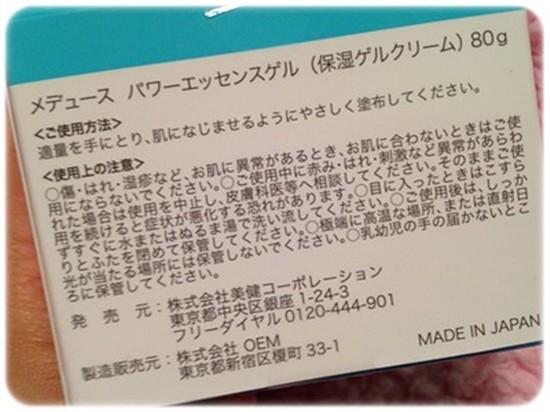 メデュース パワーエッセンスゲル（保湿ゲルクリーム）80g
<ご使用方法>
適量を手にとり、肌になじませるようにやさしく塗布してください。
<使用上の注意>
○傷・はれ・湿疹など、お肌に異常があるとき、お肌に合わないときはご使
用にならないでください。○ご使用中に赤み・はれ・刺激など異常があらわ
れた場合は使用を中止し、皮膚科医等へ相談してください。そのままご使
用を続けると症状が悪化する恐れがあります。○目に入ったときはこすら
ずすぐに水またはぬるま湯で洗い流してください。○ご使用後は、しっか
りとふたを閉めて保管してください。○極端に高温な場所、または直射日
光が当たる場所には保管しないでください。○乳幼児の手の届かないとこ
ろに保管してください。
発　売　元：株式会社美健コーポレーション
東京都中央区銀座 1-24-3
フリーダイヤル 0120-444-901
製造販売元：株式会社 OEM
東京都新宿区榎町 33-1
MADE IN JAPAN